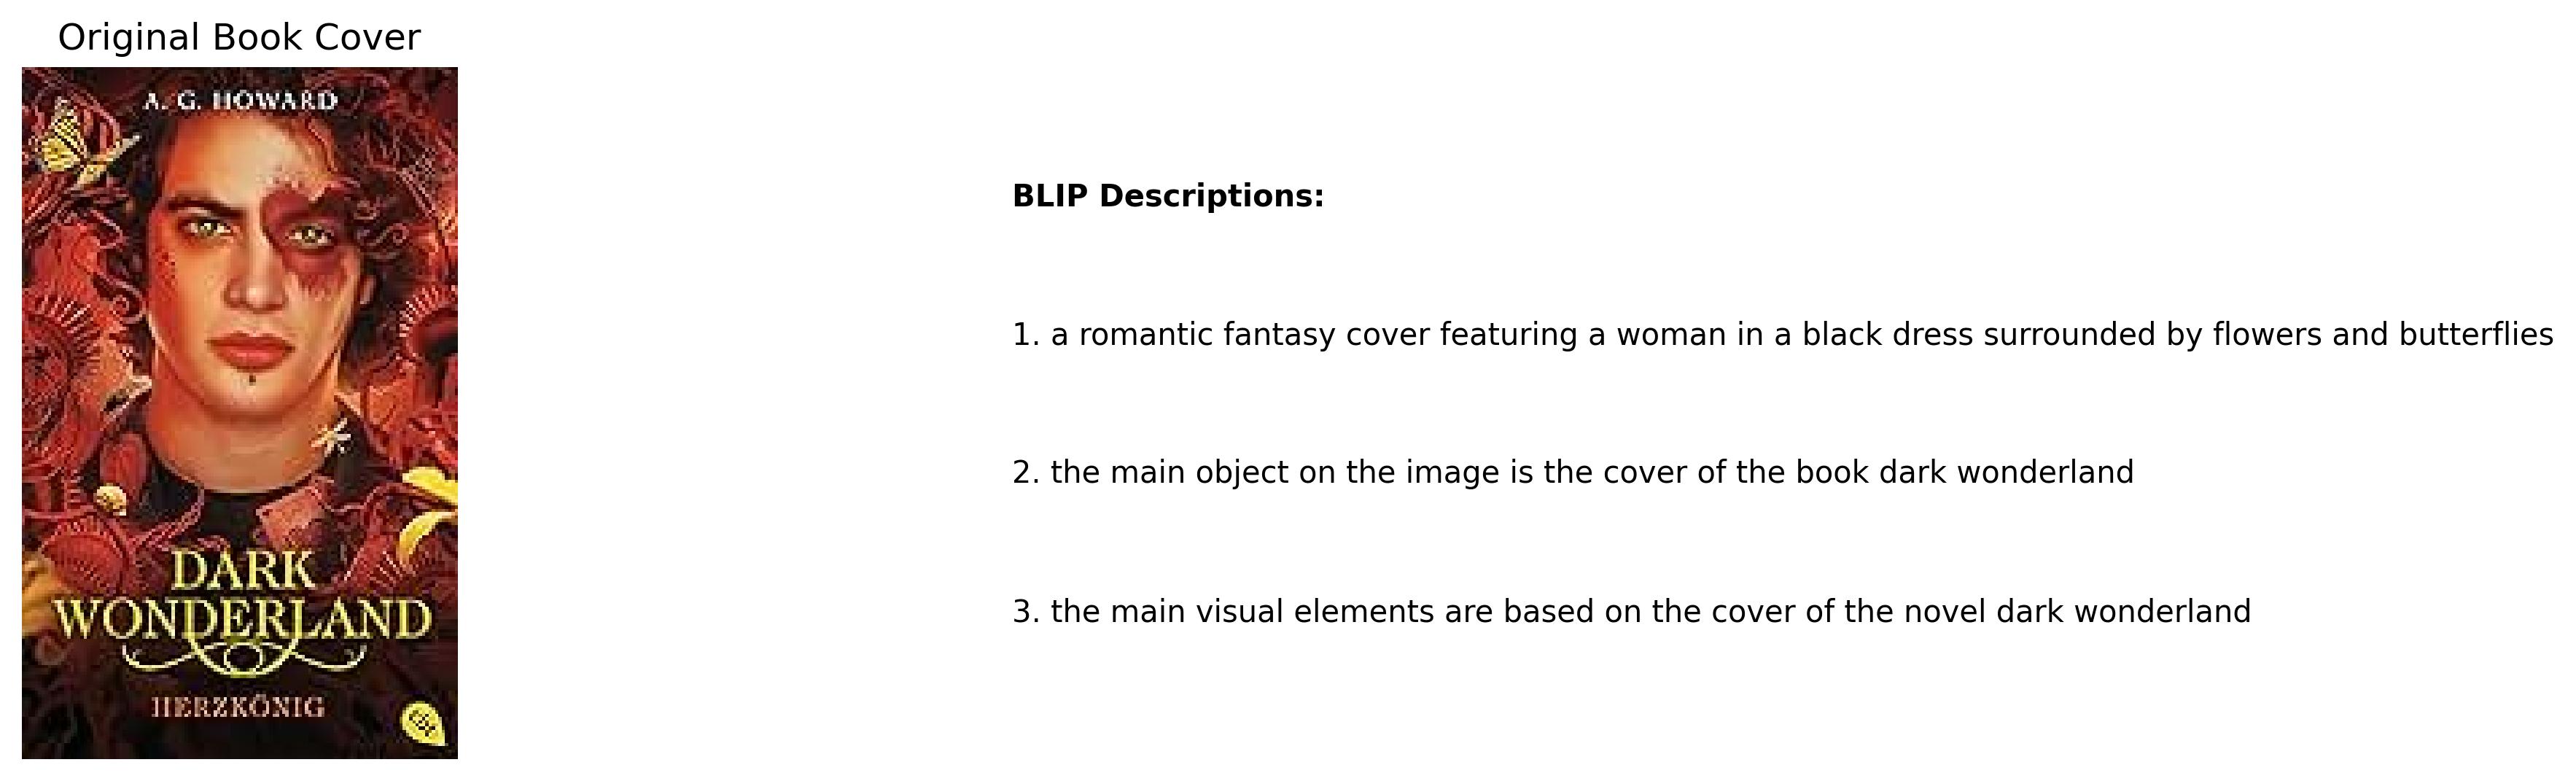 Original Book Cover
A. G. HOWARD
DARK
WONDERLAND
HERZKÖNIG
BLIP Descriptions:
1. a romantic fantasy cover featuring a woman in a black dress surrounded by flowers and butterflies
2. the main object on the image is the cover of the book dark wonderland
3. the main visual elements are based on the cover of the novel dark wonderland